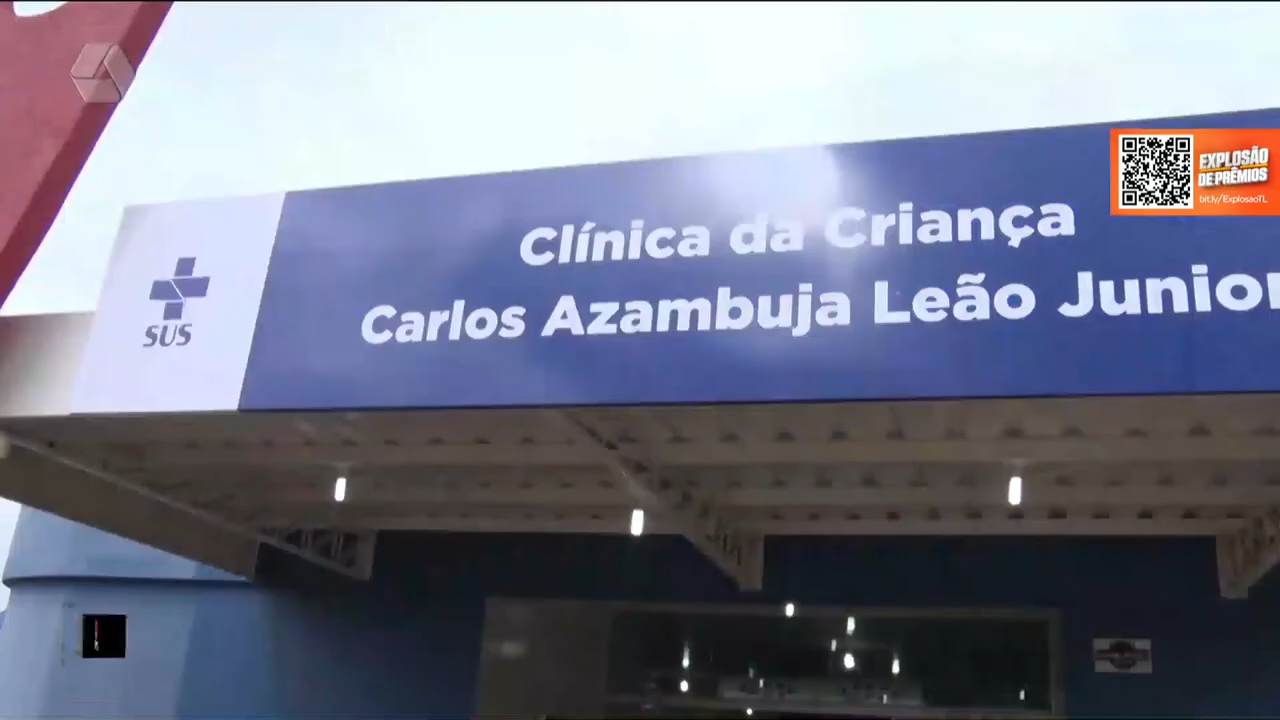 SUS
Clínica da Criança
Carlos Azambuja Leão Junior
EXPLOSÃO
DE PRÊMIOS
bit.ly/ExplosaoTL